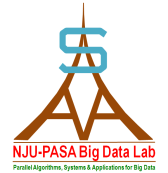 S
A A
NJU-PASA Big Data Lab
Parallel Algorithms, Systems & Applications for Big Data